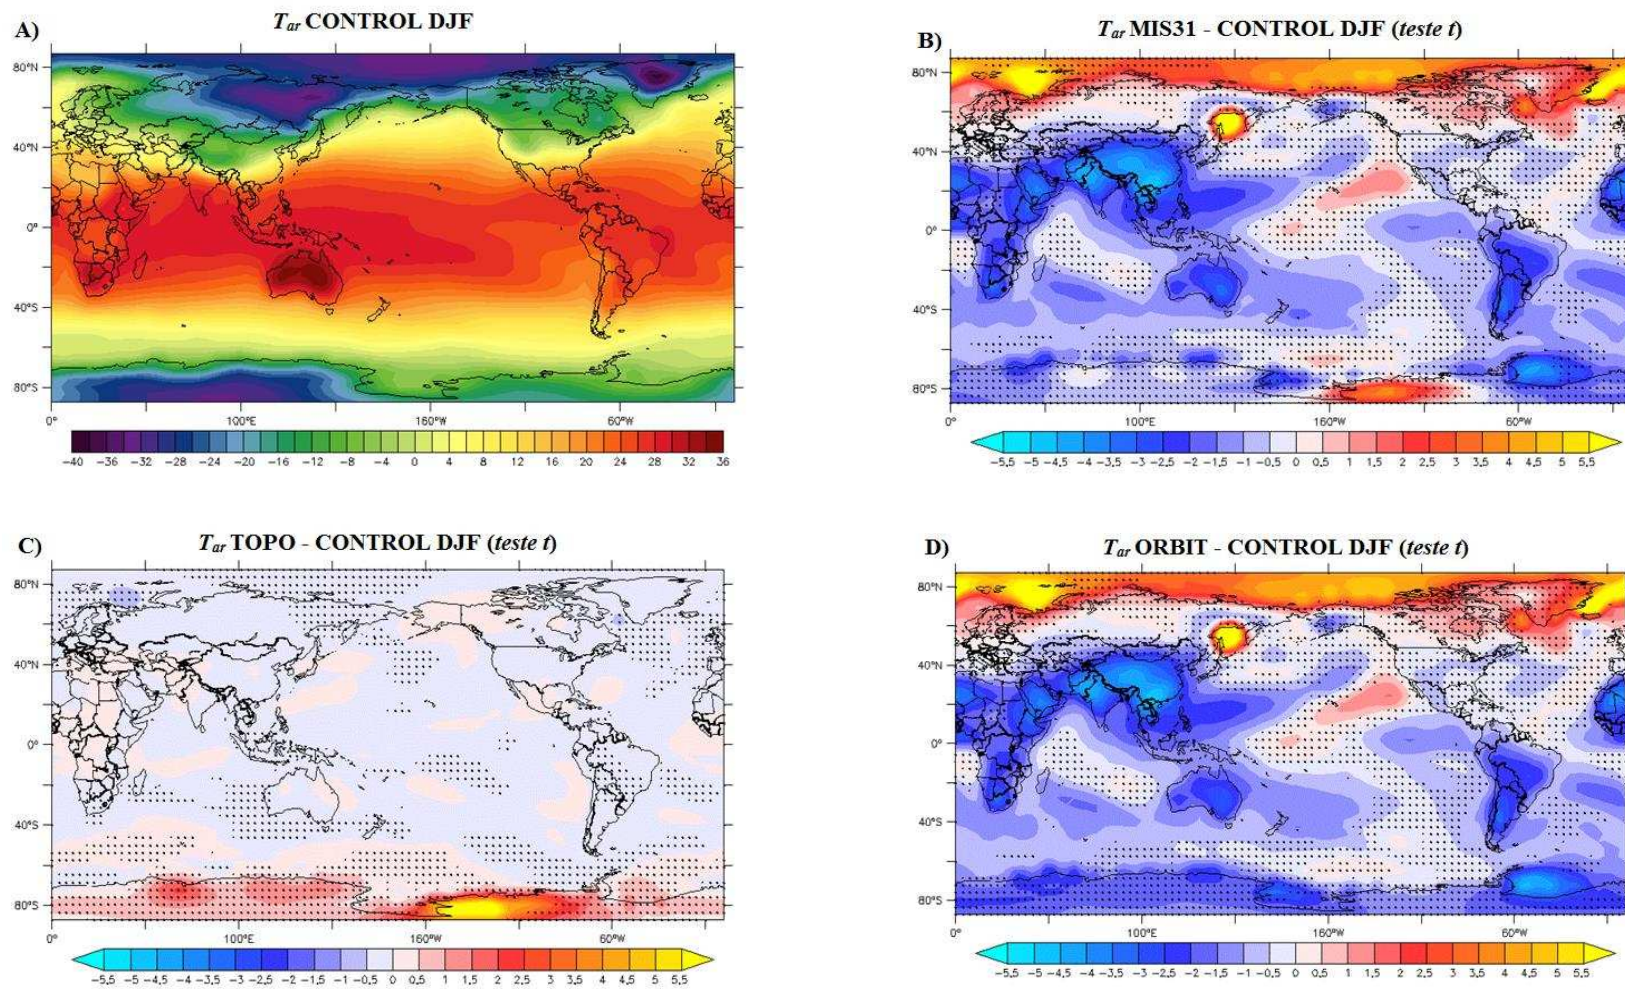 A)
T_ar CONTROL DJF
80°N
40°N
0°
40°S
80°S
0° 100°E 160°W 60°W
-40 -36 -32 -28 -24 -20 -16 -12 -8 -4 0 4 8 12 16 20 24 28 32 36
B)
T_ar MIS31 - CONTROL DJF (teste t)
80°N
40°N
0°
40°S
80°S
0° 100°E 160°W 60°W
-5.5 -5 -4.5 -4 -3.5 -3 -2.5 -2 -1.5 -1 -0.5 0 0.5 1 1.5 2 2.5 3 3.5 4 4.5 5 5.5
C)
T_ar TOPO - CONTROL DJF (teste t)
80°N
40°N
0°
40°S
80°S
0° 100°E 160°W 60°W
-5.5 -5 -4.5 -4 -3.5 -3 -2.5 -2 -1.5 -1 -0.5 0 0.5 1 1.5 2 2.5 3 3.5 4 4.5 5 5.5
D)
T_ar ORBIT - CONTROL DJF (teste t)
80°N
40°N
0°
40°S
80°S
0° 100°E 160°W 60°W
-5.5 -5 -4.5 -4 -3.5 -3 -2.5 -2 -1.5 -1 -0.5 0 0.5 1 1.5 2 2.5 3 3.5 4 4.5 5 5.5